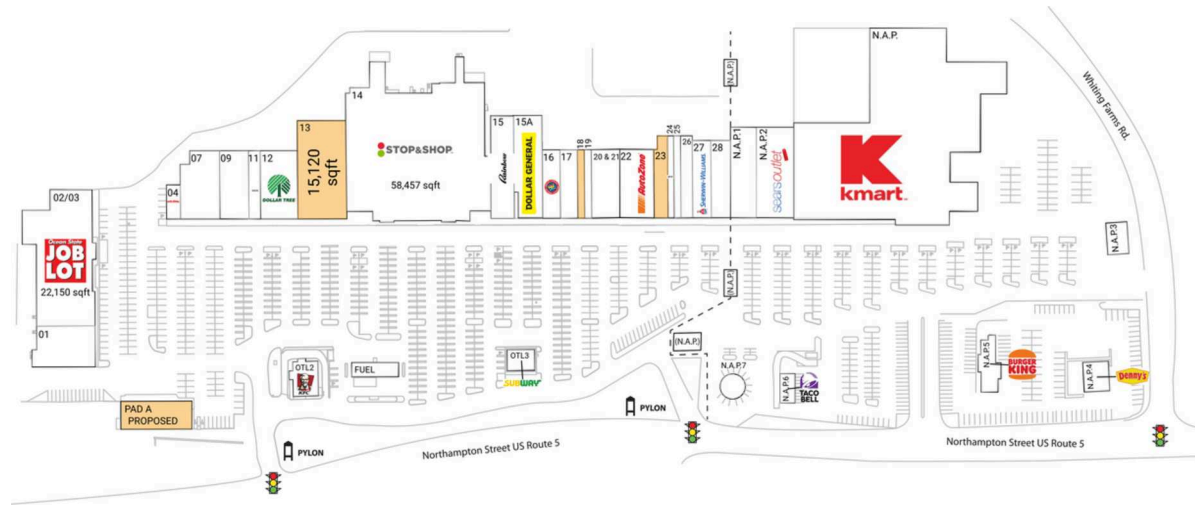 N.A.P.
Whiting Farms Rd.
(N.A.P.)
14
STOP&SHOP
58,457 sqft
13
15,120
sqft
15
15A
Rainbow
DOLLAR GENERAL
24
25
26
27
28
SHERWIN-WILLIAMS
N.A.P.1
N.A.P.2
sears outlet
kmart
07
09
11
12
DOLLAR TREE
04
16
17
18
19
20 & 21
22
AutoZone
23
02/03
Ocean State
JOB
LOT
22,150 sqft
01
N.A.P.3
(N.A.P.)
(N.A.P.)
OTL2
KFC
FUEL
OTL3
SUBWAY
N.A.P.7
N.A.P.6
TACO
BELL
N.A.P.5
BURGER
KING
N.A.P.4
Denny's
PAD A
PROPOSED
PYLON
PYLON
Northampton Street US Route 5
Northampton Street US Route 5